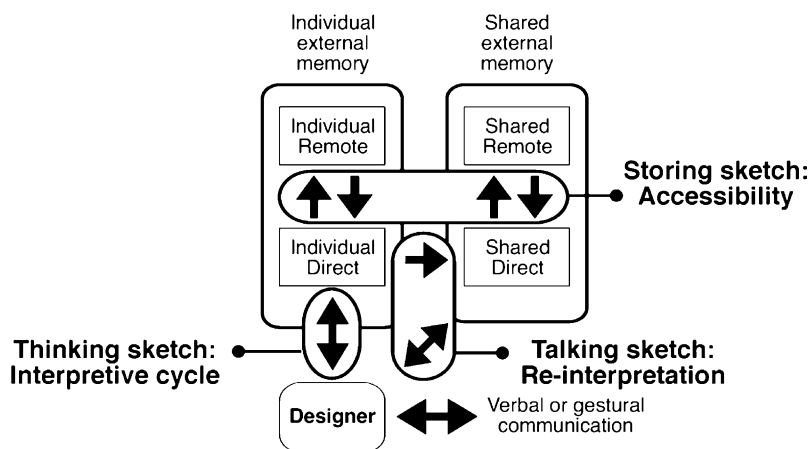 Individual
external
memory
Shared
external
memory
Individual
Remote
Shared
Remote
Storing sketch:
Accessibility
Individual
Direct
Shared
Direct
Thinking sketch:
Interpretive cycle
Talking sketch:
Re-interpretation
Designer
Verbal or gestural
communication